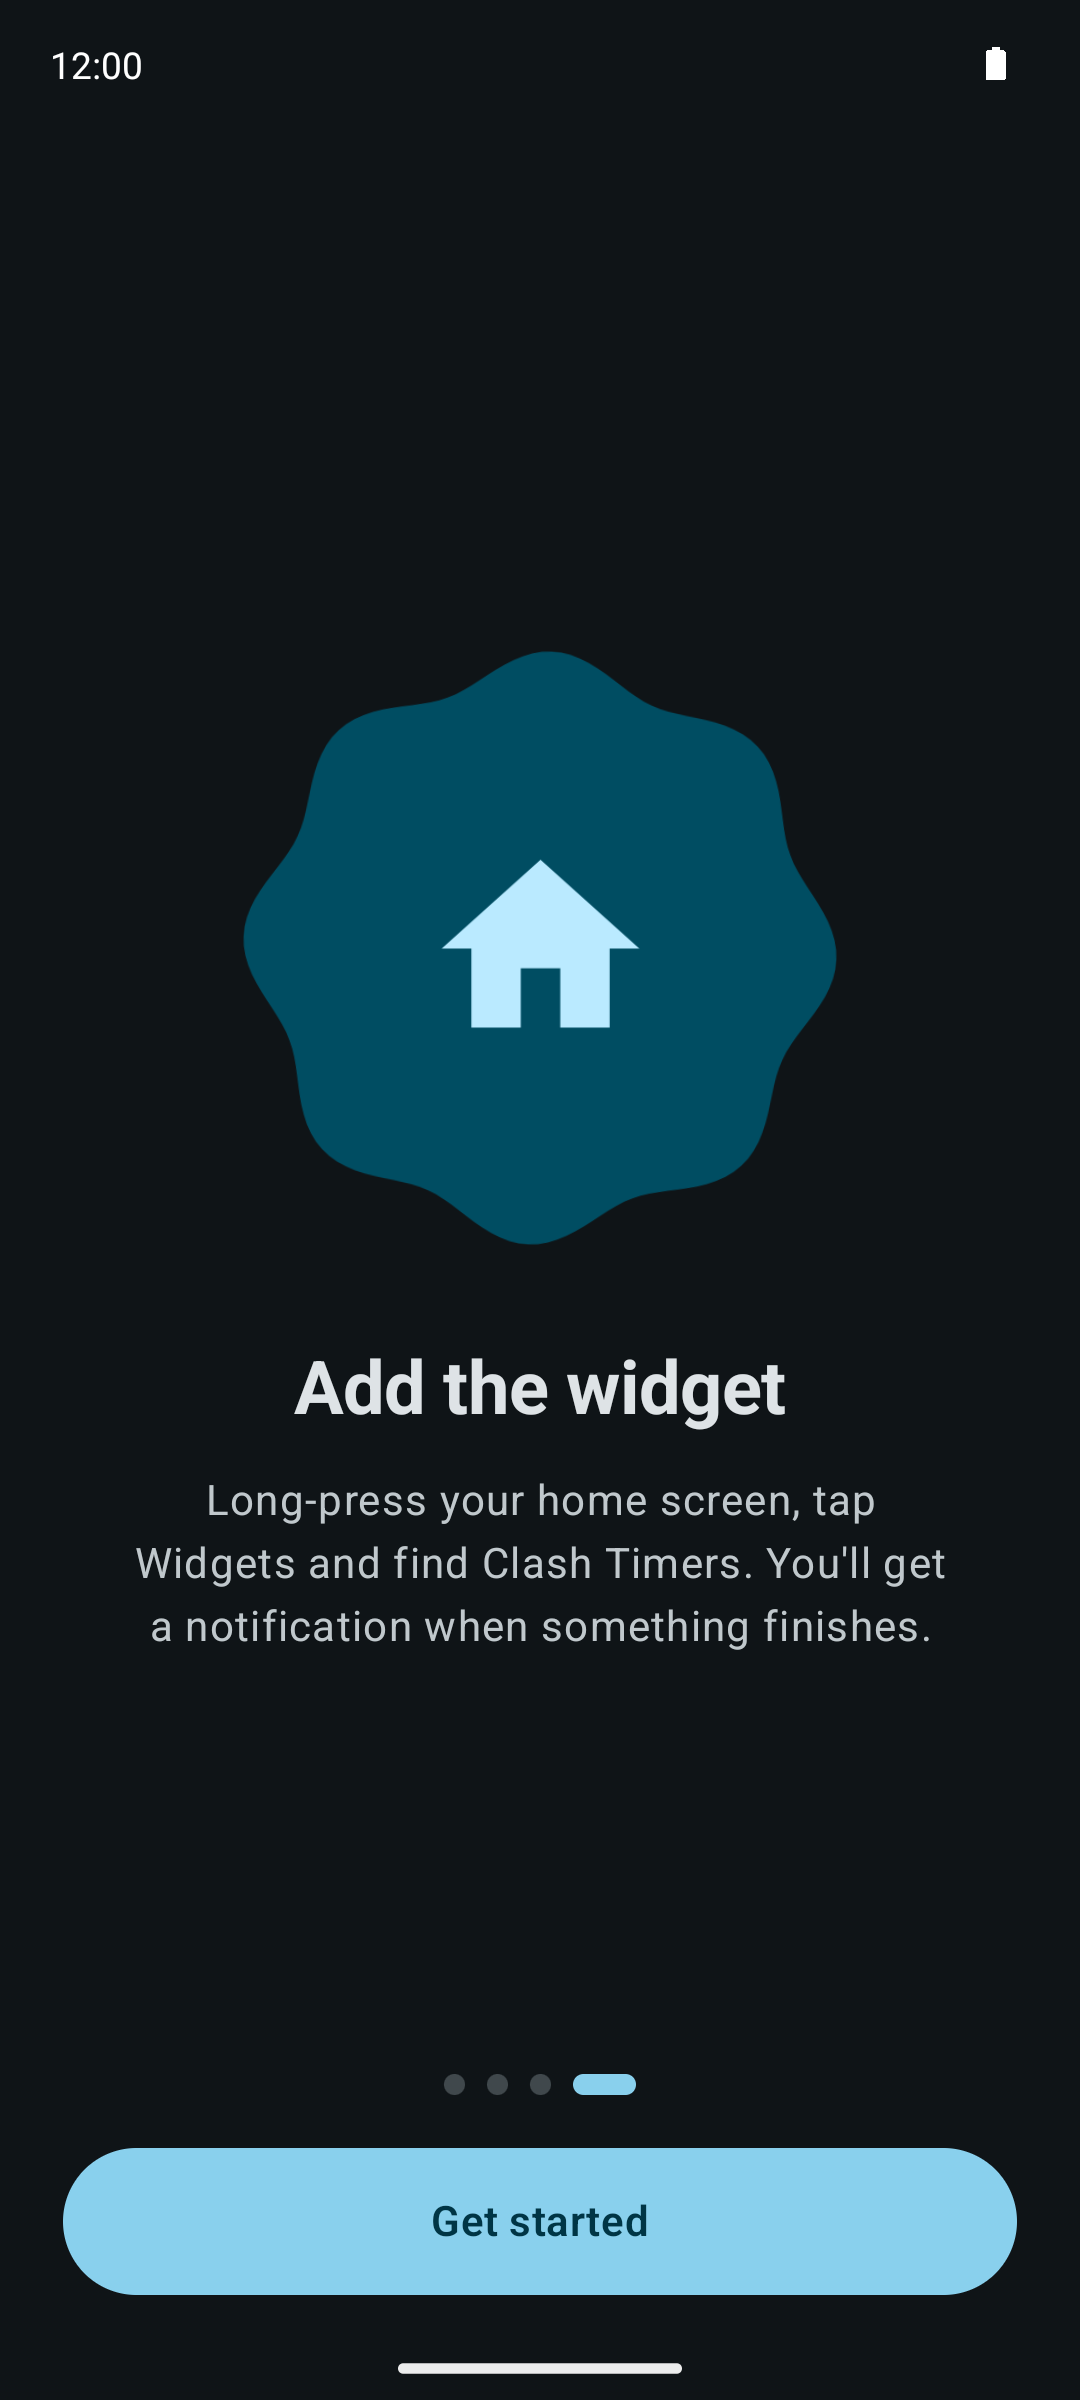 12:00
Add the widget
Long-press your home screen, tap
Widgets and find Clash Timers. You'll get
a notification when something finishes.
Get started